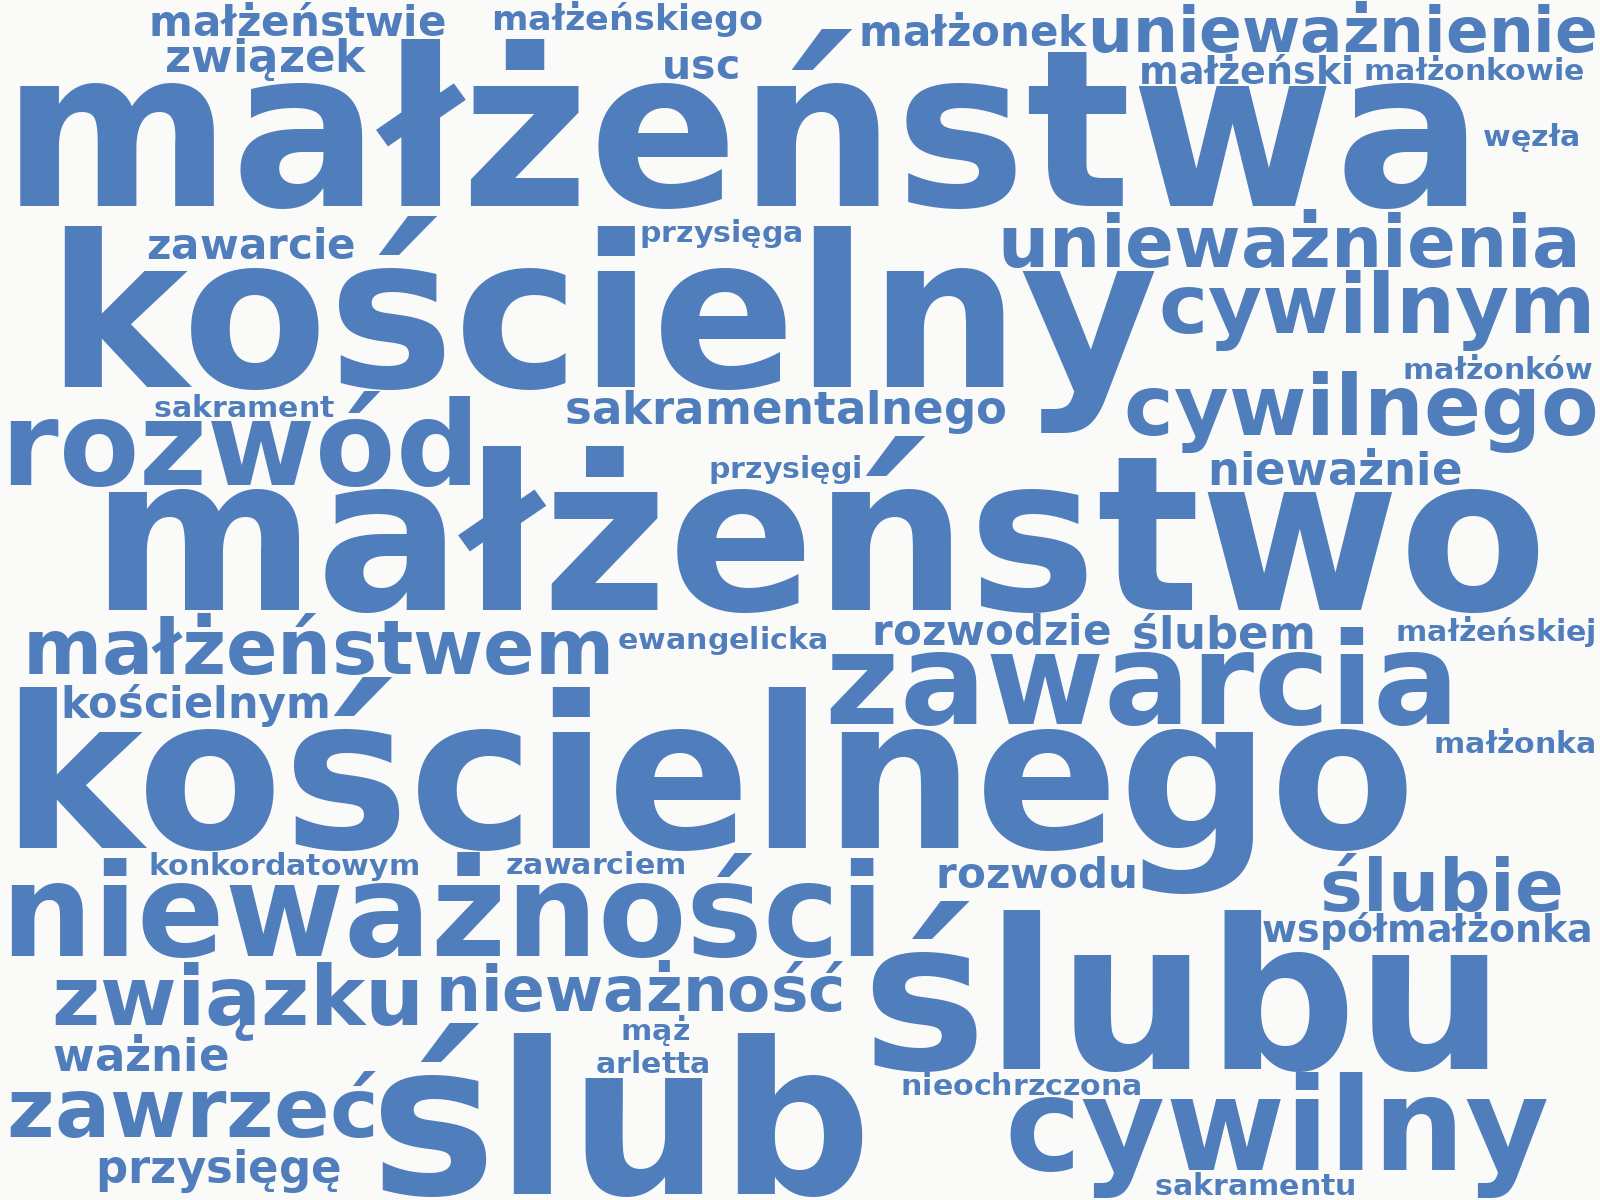 małżeństwie małżeńskiego małżonek unieważnienie
związek usc małżeński małżonkowie
małżeństwa węzła
zawarcie przysięga unieważnienia
kościelny cywilnym
małżonków
sakrament sakramentalnego cywilnego
rozwód przysięgi nieważnie
małżeństwo
małżeństwem ewangelicka rozwodzie ślubem małżeńskiej
kościelnym zawarcia
kościelnego małżonka
konkordatowym zawarciem rozwodu ślubie
nieważności współmałżonka
związku nieważność ślubu
mąż
ważnie arletta
nieochrzczona
zawrzeć ślub cywilny
przysięgę sakramentu